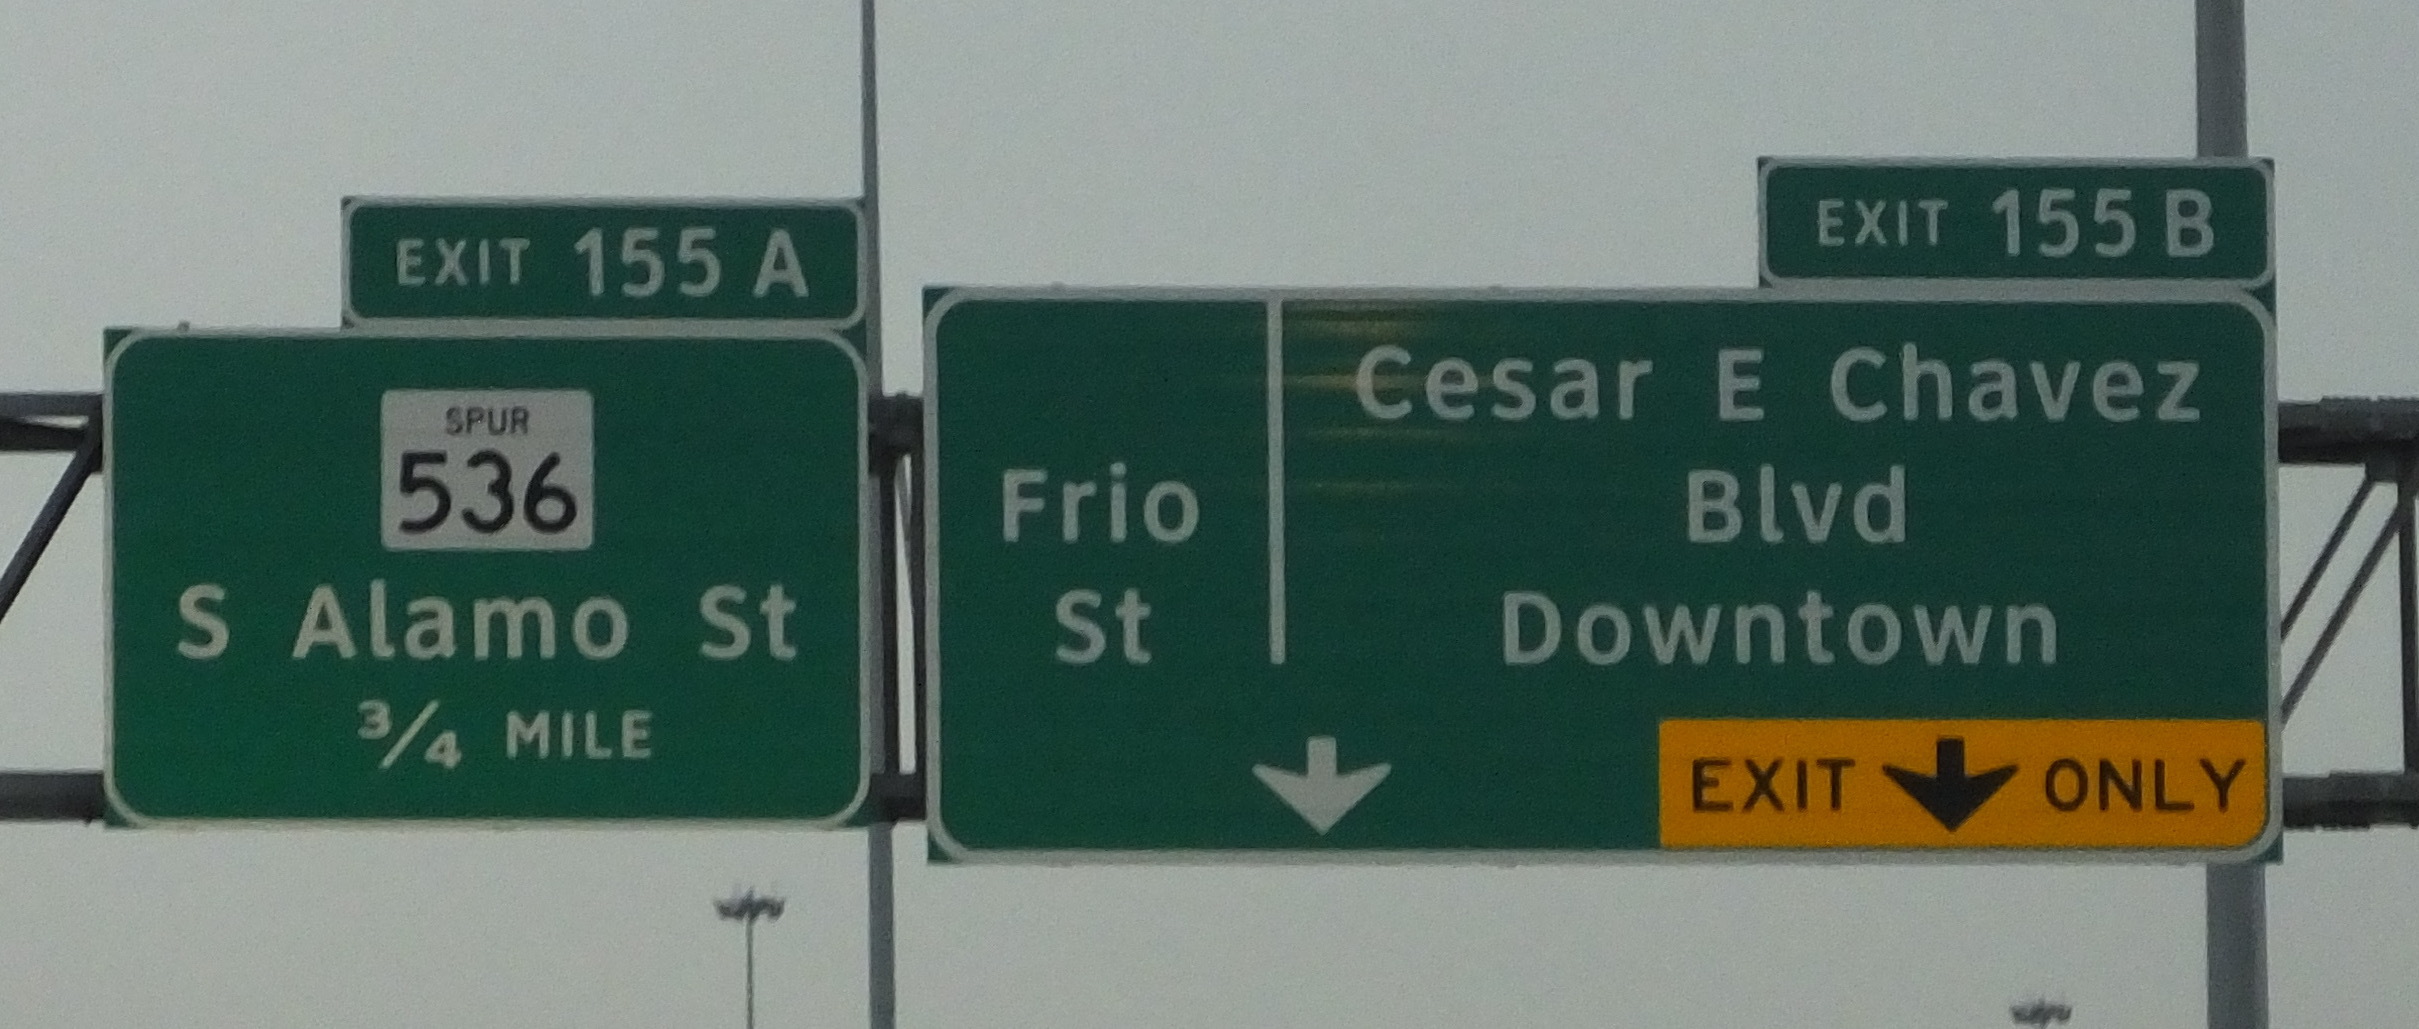 EXIT 155 A
SPUR
536
S Alamo St
3/4 MILE
EXIT 155 B
Frio
St
Cesar E Chavez
Blvd
Downtown
EXIT ONLY